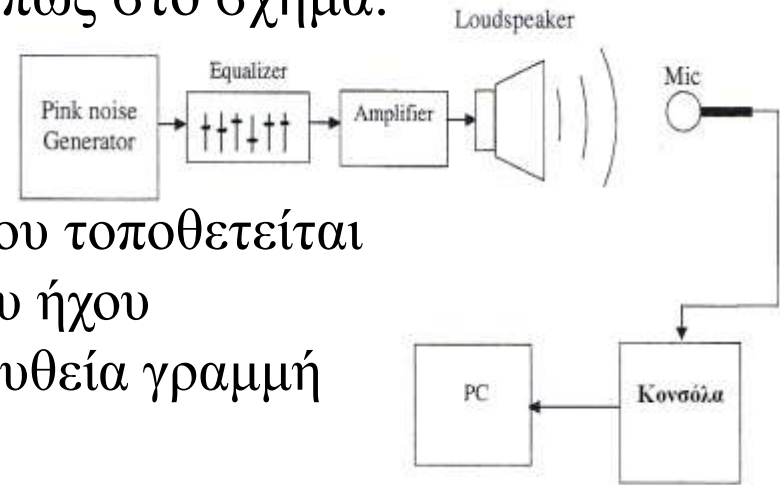 πως στο σχήμα.
Loudspeaker
Equalizer
Mic
Pink noise
Generator
Amplifier
ου τοποθετείται
υ ήχου
υθεία γραμμή
PC
Κονσόλα